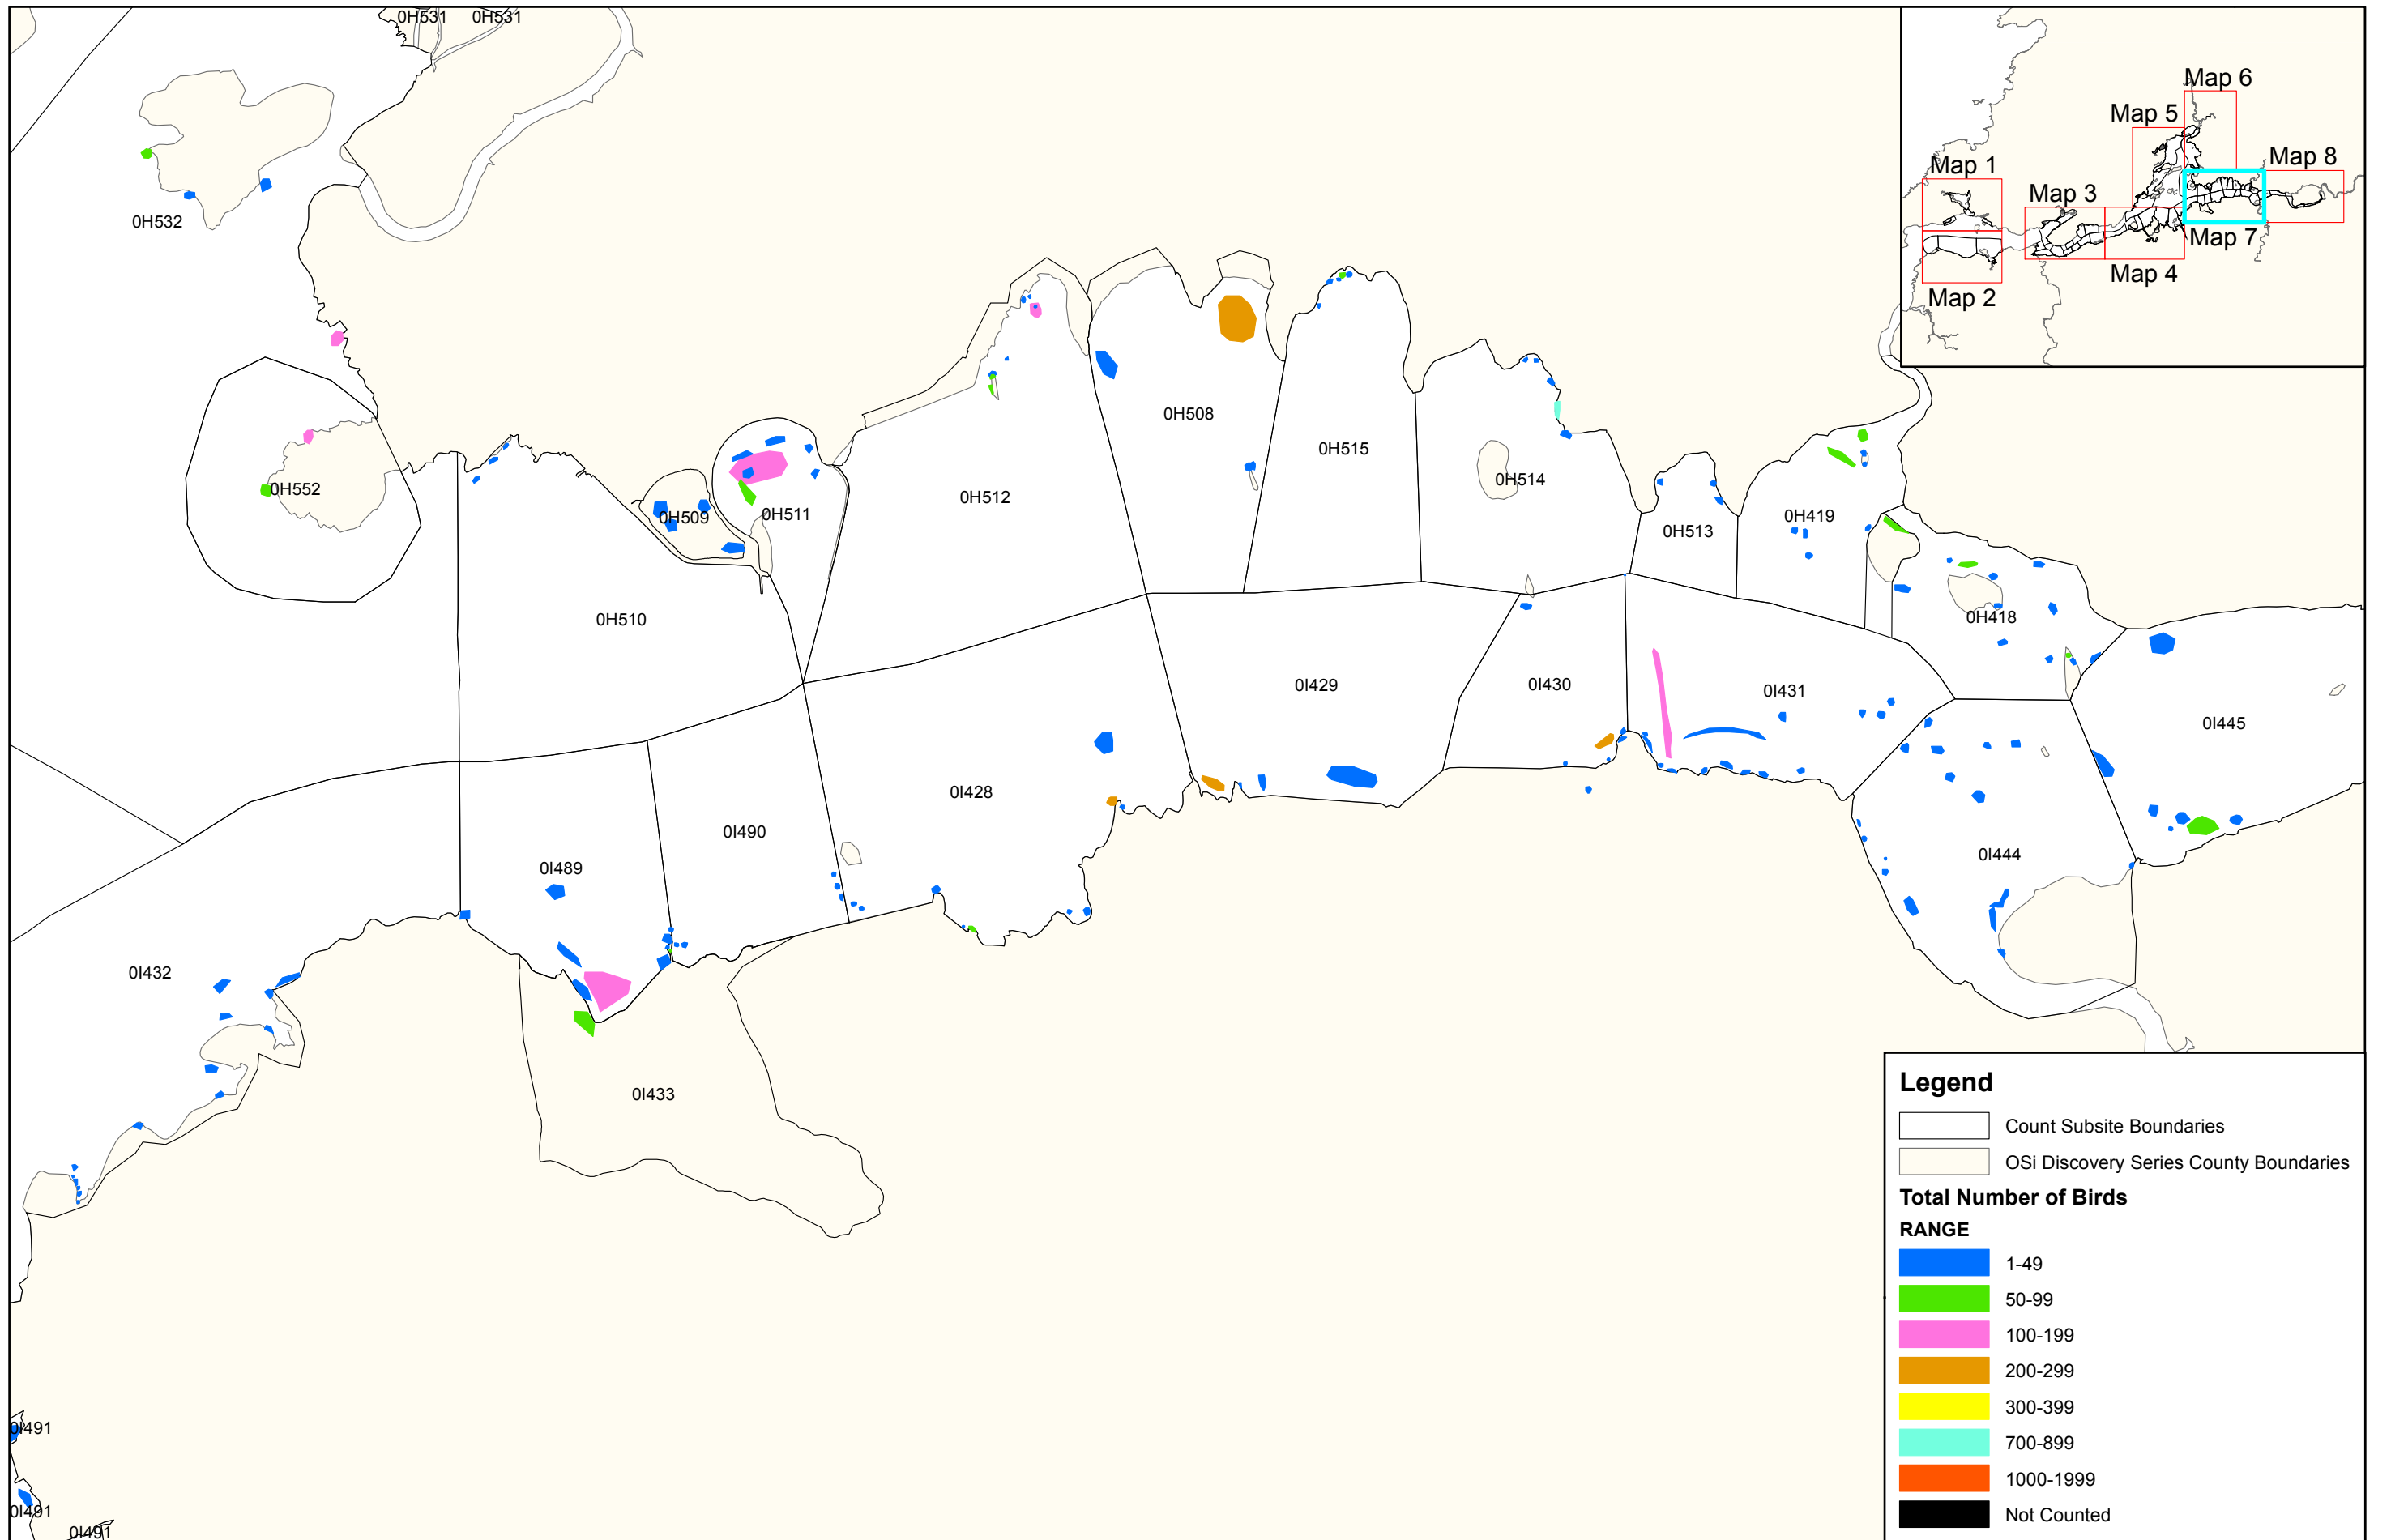 0H531 0H531
Map 6
Map 5
Map 8
Map 1
Map 3
0H532
Map 7
Map 4
Map 2
0H508
0H515
0H514
0H552
0H512
0H511
0H509
0H419
0H513
0H510
0H418
0I429
0I430
0I431
0I445
0I428
0I490
0I444
0I489
0I432
0I433
0I491
0I491
0I491
Legend
Count Subsite Boundaries
OSi Discovery Series County Boundaries
Total Number of Birds
RANGE
1-49
50-99
100-199
200-299
300-399
700-899
1000-1999
Not Counted